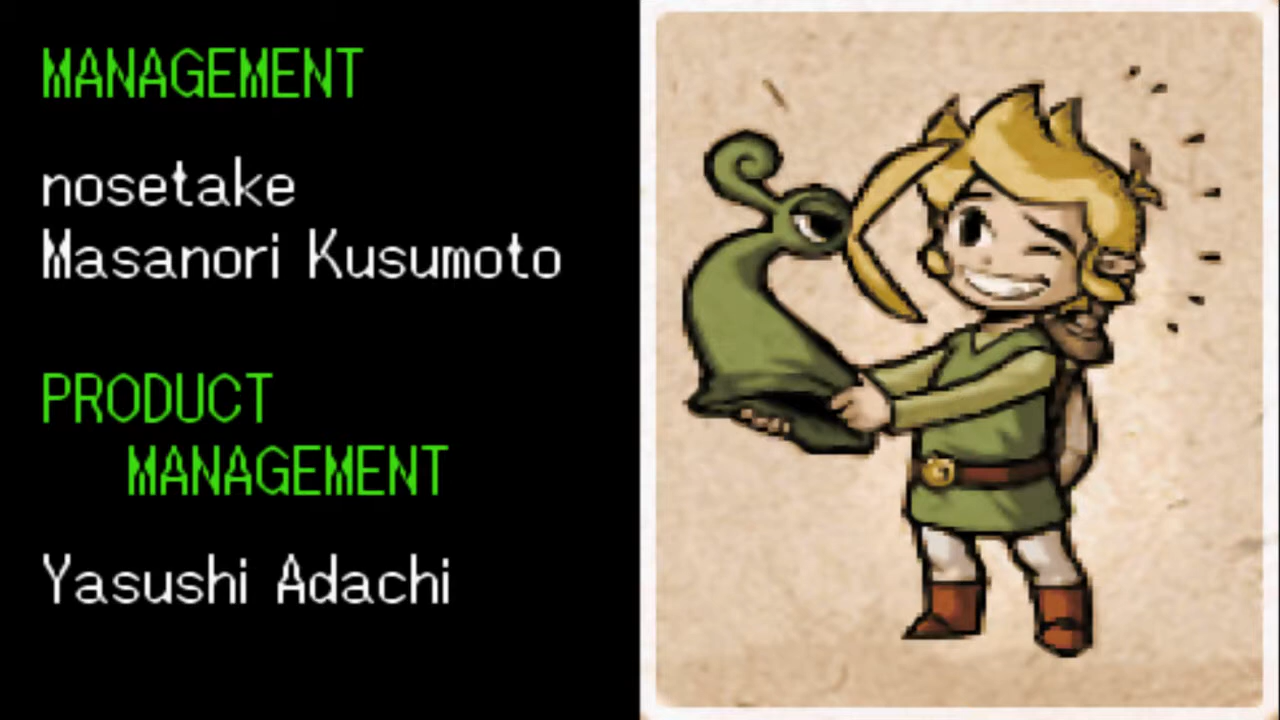 MANAGEMENT
nosetake
Masanori Kusumoto
PRODUCT
MANAGEMENT
Yasushi Adachi